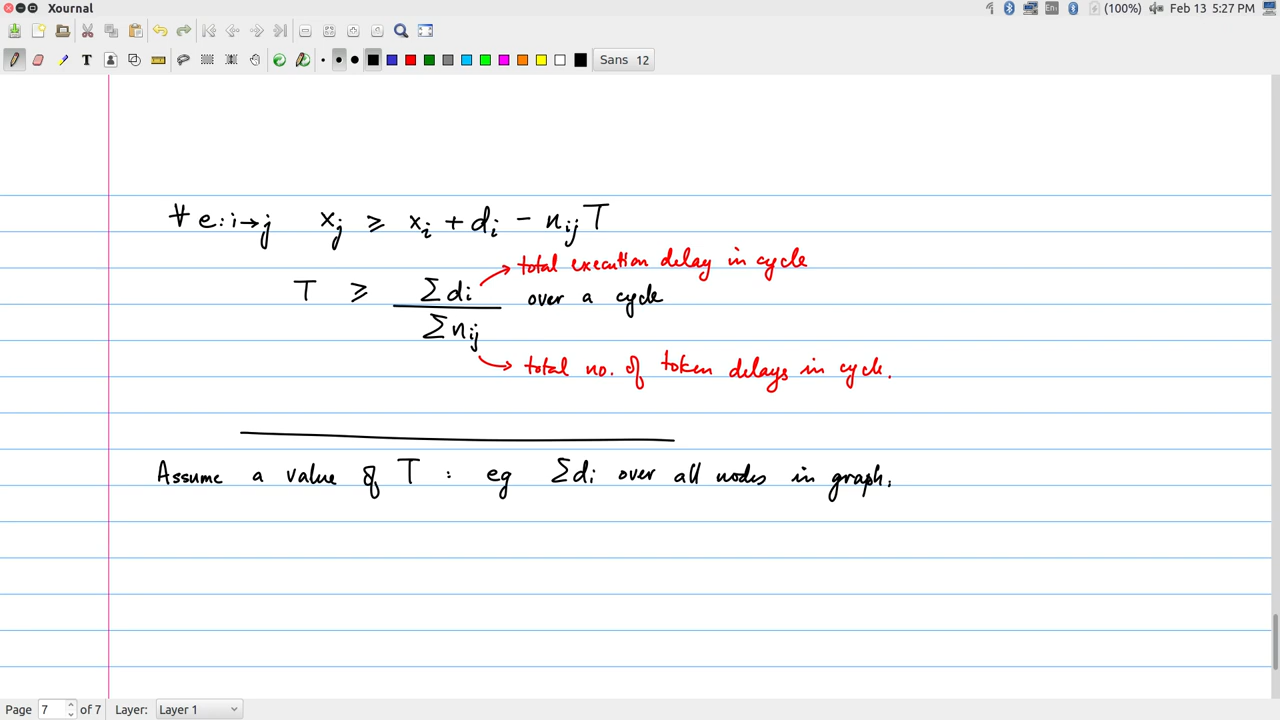 Xournal
(100%) Feb 13 5:27 PM
Sans 12
∀ e: i→j xj ≥ xi + di − nij T
total execution delay in cycle
T ≥ Σdi / Σnij over a cycle
total no. of token delays in cycle.
Assume a value of T : eg Σdi over all nodes in graph,
Page 7 of 7 Layer: Layer 1